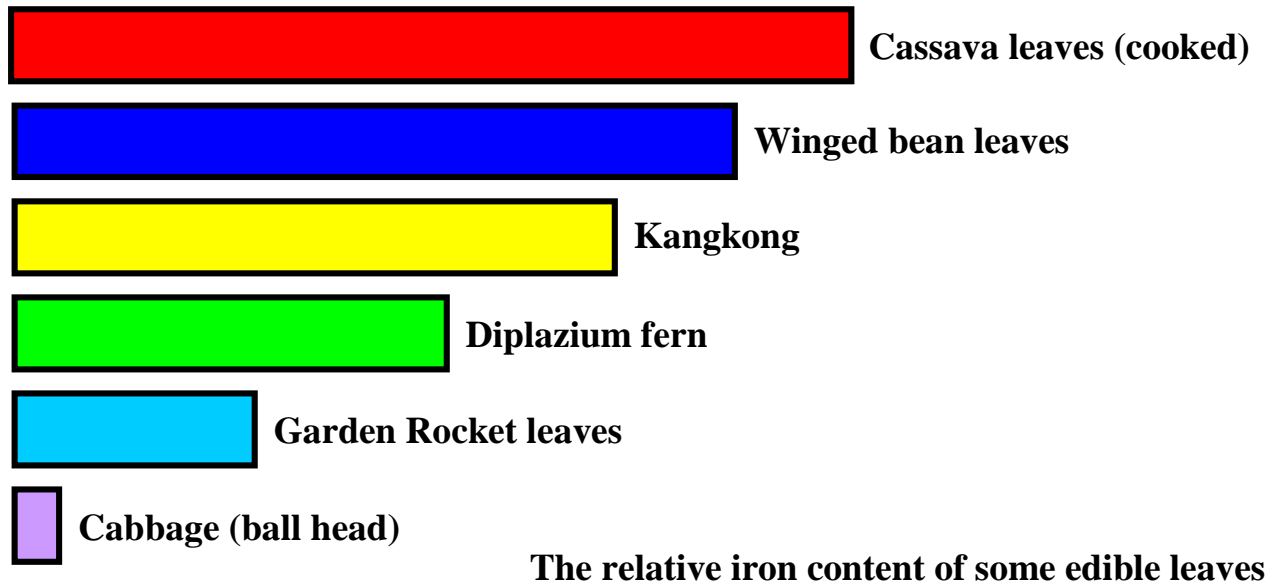 Cassava leaves (cooked)
Winged bean leaves
Kangkong
Diplazium fern
Garden Rocket leaves
Cabbage (ball head)
The relative iron content of some edible leaves